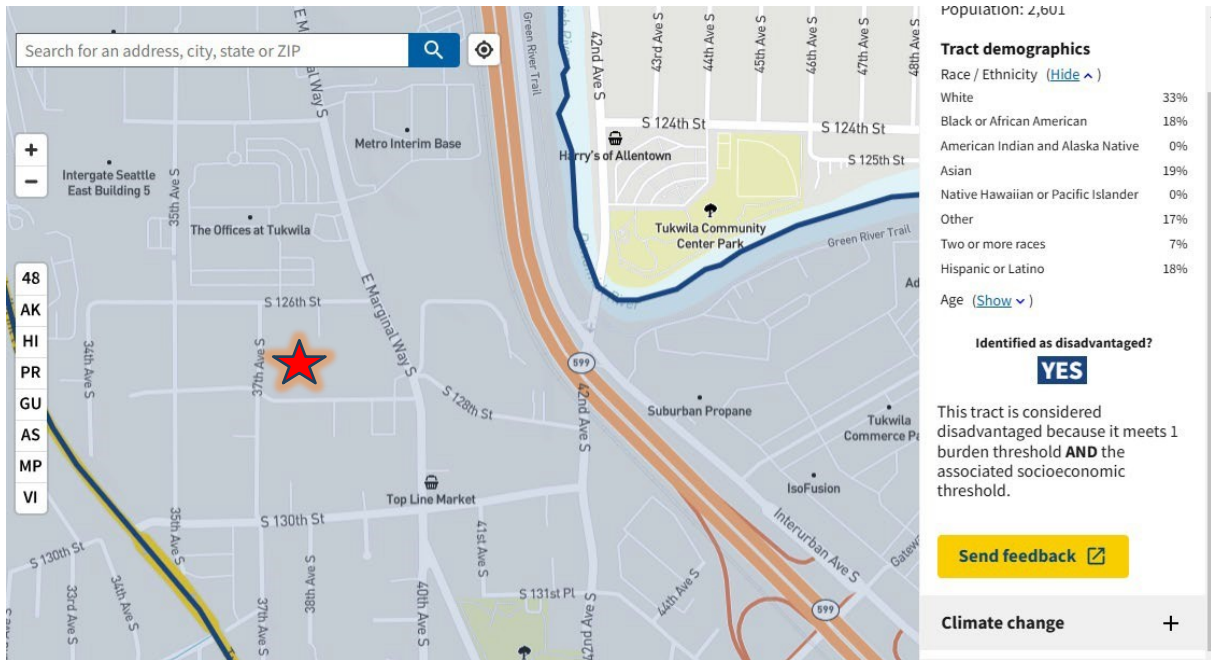 Search for an address, city, state or ZIP
+
−
48
AK
HI
PR
GU
AS
MP
VI
E M
al Way S
Green River Trail
42nd Ave S
43rd Ave S
44th Ave S
45th Ave S
46th Ave S
47th Ave S
48th Ave S
S 124th St
S 124th St
Metro Interim Base
Harry's of Allentown
S 125th St
Intergate Seattle
East Building 5
35th Ave S
The Offices at Tukwila
Tukwila Community
Center Park
Green River Trail
Ad
E Marginal Way S
S 126th St
34th Ave S
37th Ave S
599
S 128th St
42nd Ave S
Suburban Propane
Tukwila
Commerce Pa
Top Line Market
IsoFusion
S 130th St
35th Ave S
Interurban Ave S
Gatew
S 130th St
33rd Ave S
34th Ave S
37th Ave S
38th Ave S
40th Ave S
41st Ave S
S 131st Pl
42nd Ave S
44th Ave S
599
Population: 2,601
Tract demographics
Race / Ethnicity (Hide)
White 33%
Black or African American 18%
American Indian and Alaska Native 0%
Asian 19%
Native Hawaiian or Pacific Islander 0%
Other 17%
Two or more races 7%
Hispanic or Latino 18%
Age (Show)
Identified as disadvantaged?
YES
This tract is considered
disadvantaged because it meets 1
burden threshold AND the
associated socioeconomic
threshold.
Send feedback
Climate change +